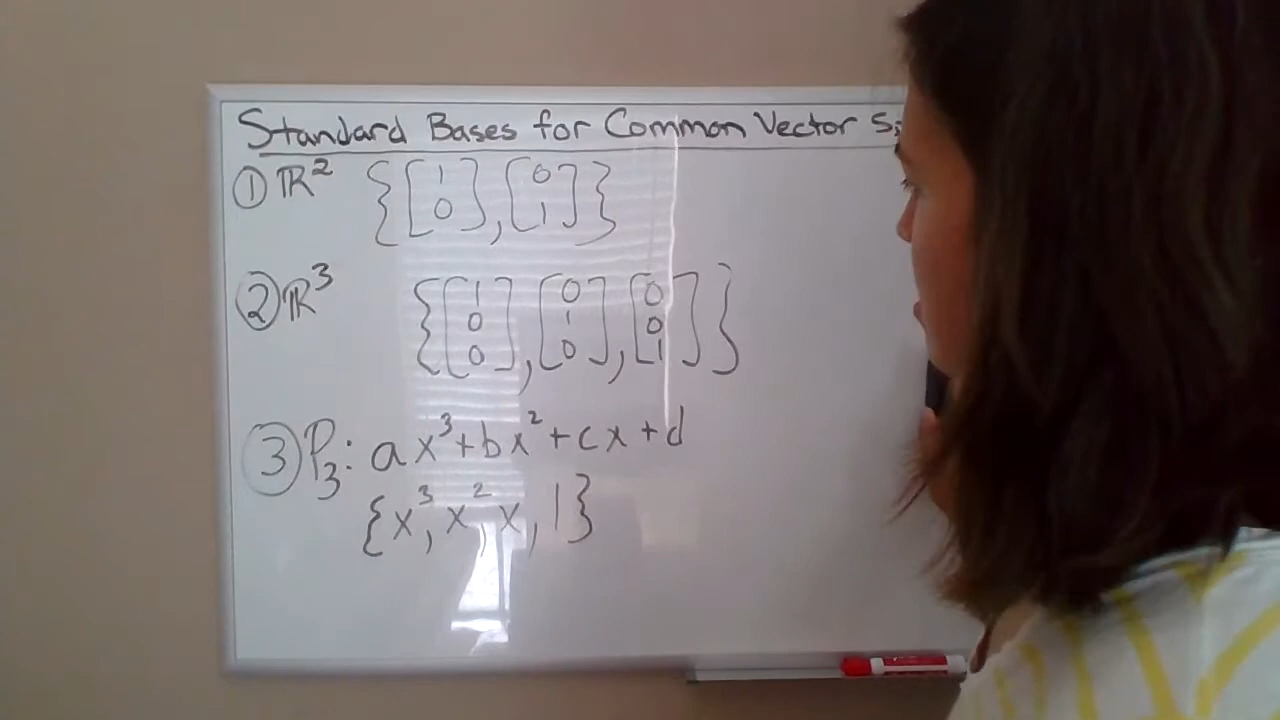 Standard Bases for Common Vector
① ℝ² {[1 0], [0 1]}
② ℝ³ {[1 0 0], [0 1 0], [0 0 1]}
③ P₃: ax³+bx²+cx+d
{x³, x², x, 1}